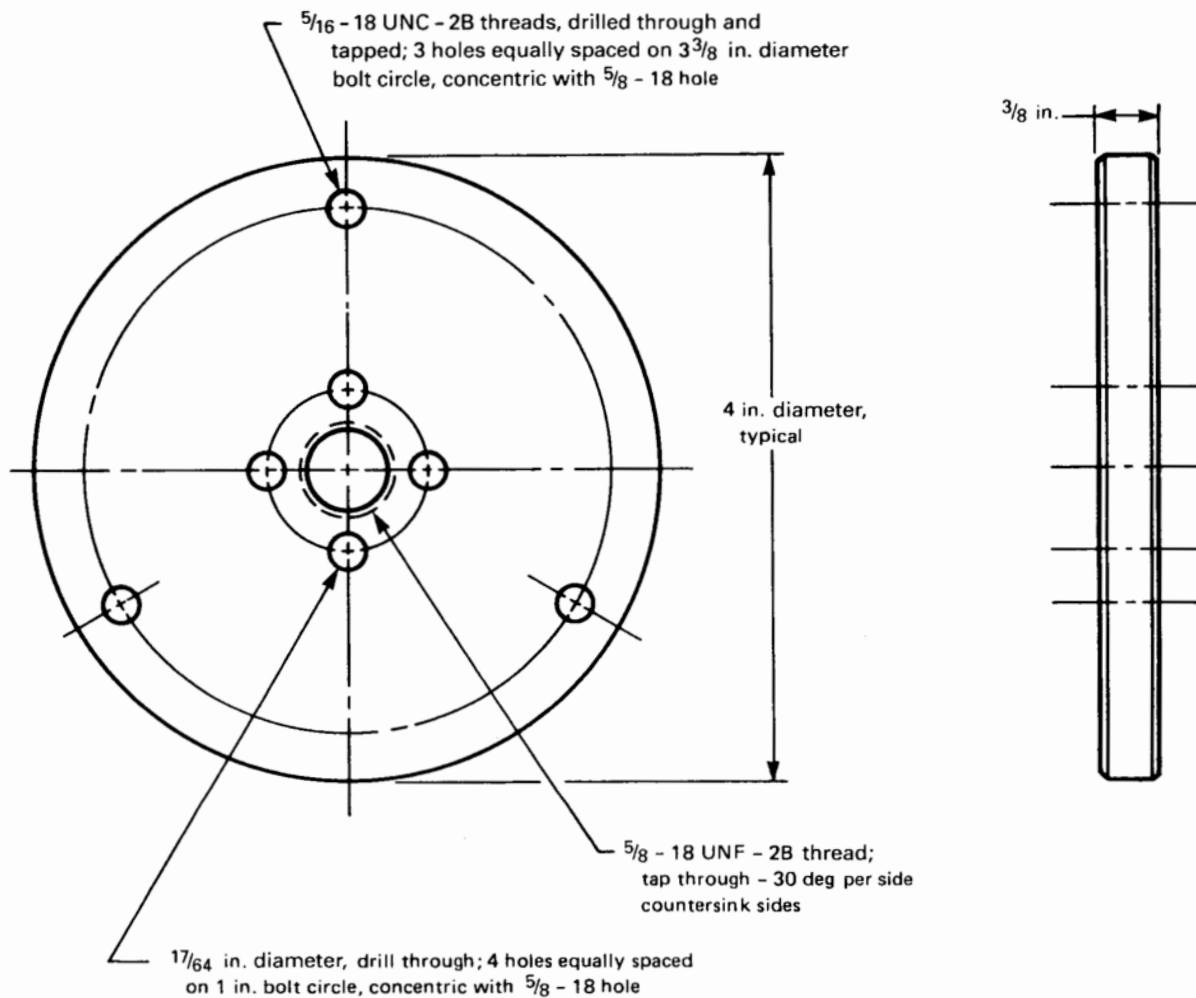 5/16 - 18 UNC - 2B threads, drilled through and
tapped; 3 holes equally spaced on 3 3/8 in. diameter
bolt circle, concentric with 5/8 - 18 hole
3/8 in.
4 in. diameter,
typical
5/8 - 18 UNF - 2B thread;
tap through - 30 deg per side
countersink sides
17/64 in. diameter, drill through; 4 holes equally spaced
on 1 in. bolt circle, concentric with 5/8 - 18 hole